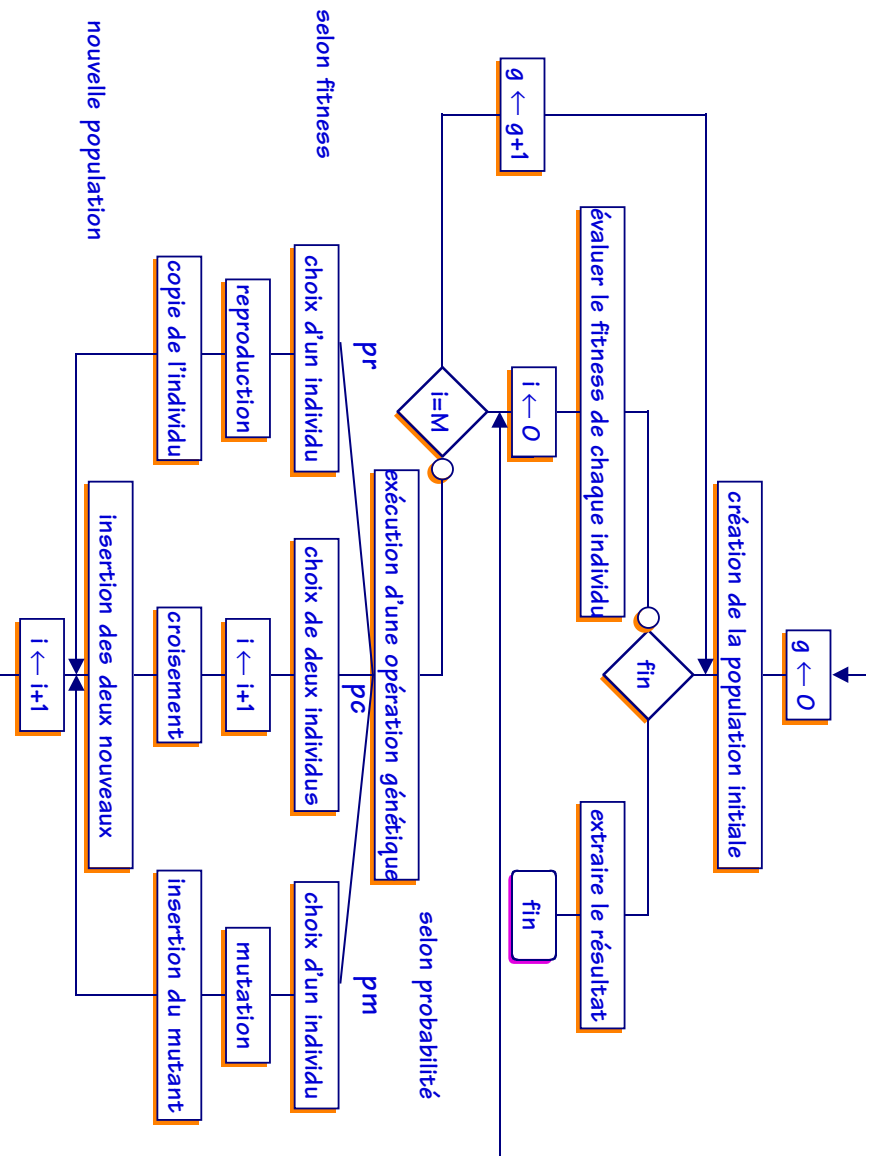 g ← 0
création de la population initiale
fin
évaluer le fitness de chaque individu
extraire le résultat
g ← g+1
i ← 0
fin
i=M
exécution d'une opération génétique
selon probabilité
pr
pc
pm
selon fitness
choix d'un individu
choix de deux individus
choix d'un individu
reproduction
i ← i+1
mutation
copie de l'individu
croisement
insertion du mutant
nouvelle population
insertion des deux nouveaux
i ← i+1